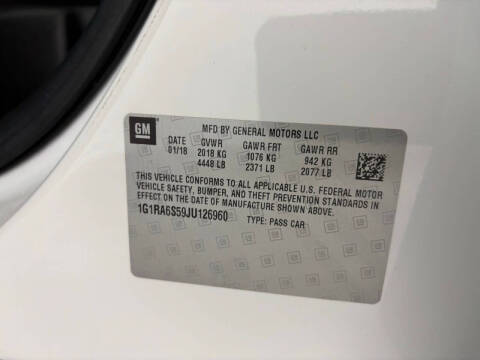 GM
MFD BY GENERAL MOTORS LLC
DATE GVWR GAWR FRT GAWR RR
01/18 2018 KG 1076 KG 942 KG
4448 LB 2371 LB 2077 LB
THIS VEHICLE CONFORMS TO ALL APPLICABLE U.S. FEDERAL MOTOR
VEHICLE SAFETY, BUMPER, AND THEFT PREVENTION STANDARDS IN
EFFECT ON THE DATE OF MANUFACTURE SHOWN ABOVE.
1G1RA6S59JU126960 TYPE: PASS CAR